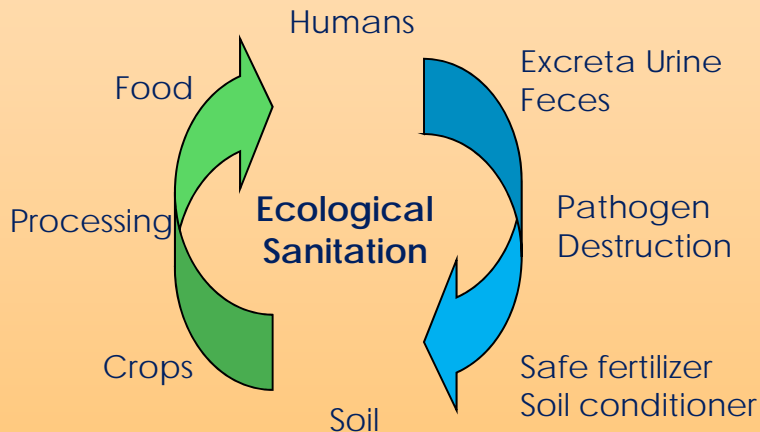 Humans
Food
Excreta Urine
Feces
Processing
Ecological
Sanitation
Pathogen
Destruction
Crops
Safe fertilizer
Soil conditioner
Soil